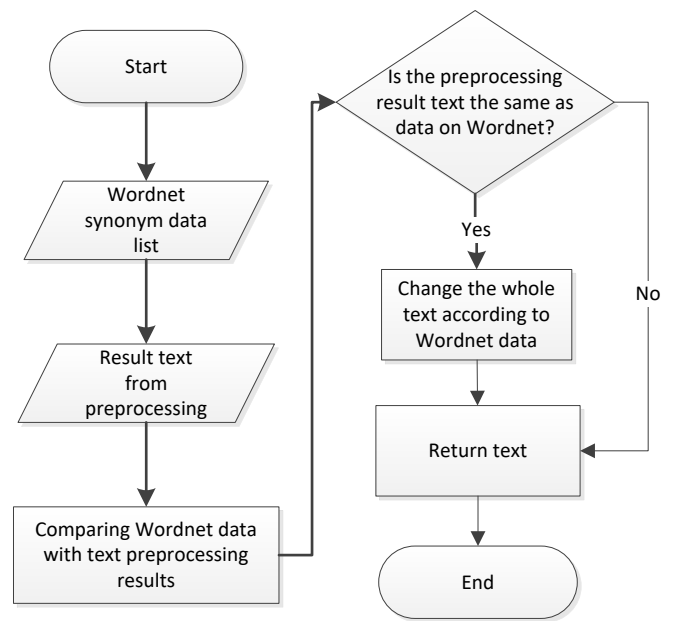 Start
Wordnet
synonym data
list
Result text
from
preprocessing
Comparing Wordnet data
with text preprocessing
results
Is the preprocessing
result text the same as
data on Wordnet?
Yes
No
Change the whole
text according to
Wordnet data
Return text
End